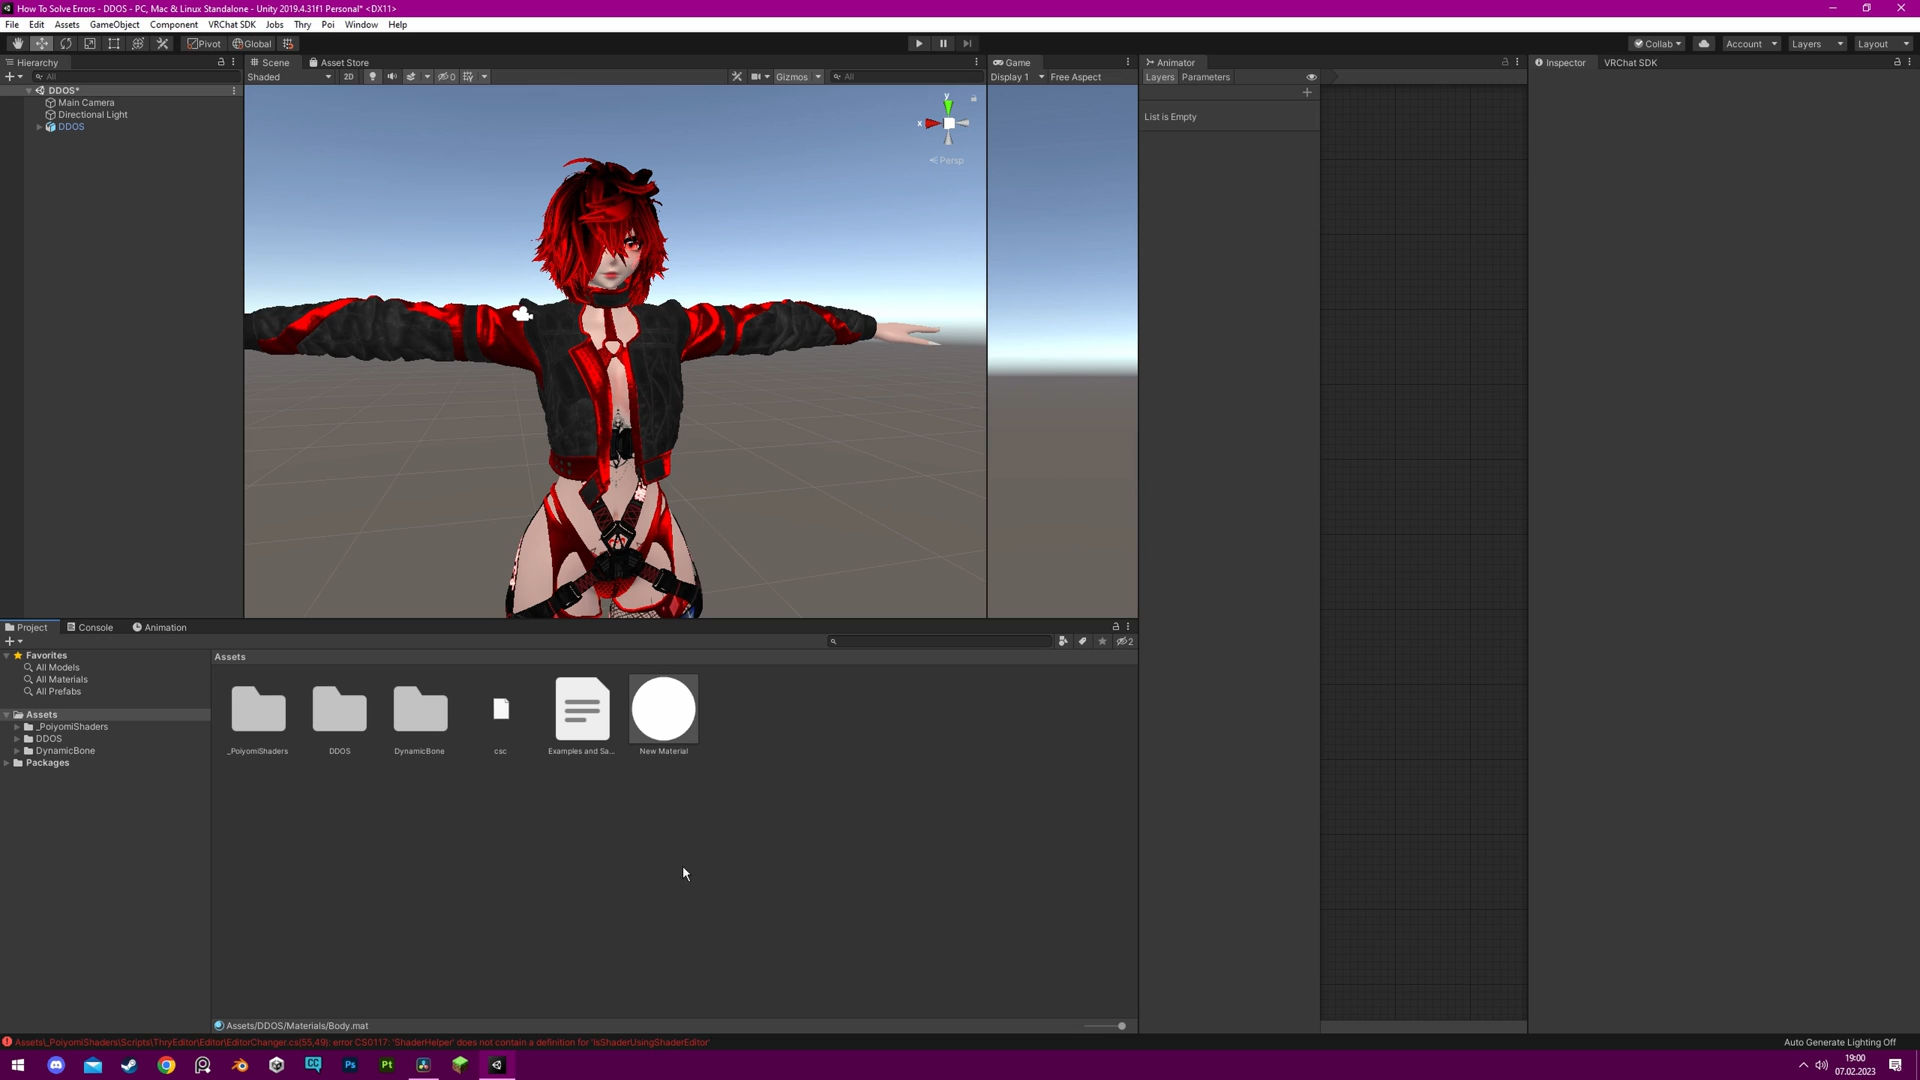 How To Solve Errors - DDOS - PC, Mac & Linux Standalone - Unity 2019.4.31f1 Personal* <DX11>
File Edit Assets GameObject Component VRChat SDK Jobs Thry Poi Window Help
Pivot Global Collab Account Layers Layout
Hierarchy Scene Asset Store Game Animator Inspector VRChat SDK
All Shaded 2D 0 Gizmos All Display 1 Free Aspect Layers Parameters
DDOS*
Main Camera
Directional Light
DDOS
y
x
Persp
List is Empty
Project Console Animation
2
Favorites
All Models
All Materials
All Prefabs
Assets
_PoiyomiShaders
DDOS
DynamicBone
Packages
Assets
_PoiyomiShaders DDOS DynamicBone csc Examples and Sa... New Material
Assets/DDOS/Materials/Body.mat
Assets\_PoiyomiShaders\Scripts\ThryEditor\Editor\EditorChanger.cs(55,49): error CS0117: 'ShaderHelper' does not contain a definition for 'isShaderUsingShaderEditor'
Auto Generate Lighting Off
CC Ps Pt
19:00
07.02.2023